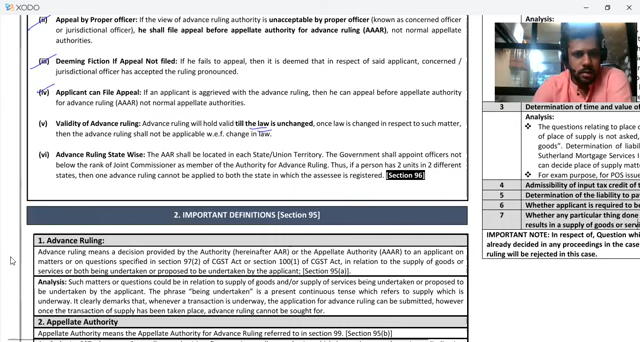 XODO
(ii) Appeal by Proper officer: If the view of advance ruling authority is unacceptable by proper officer (known as concerned officer
or jurisdictional officer), he shall file appeal before appellate authority for advance ruling (AAAR), not normal appellate
authorities.
(iii) Deeming Fiction If Appeal Not filed: If he fails to appeal, then it is deemed that in respect of said applicant, concerned /
jurisdictional officer has accepted the ruling pronounced.
(iv) Applicant can File Appeal: If an applicant is aggrieved with the advance ruling, then he can appeal before appellate authority
for advance ruling (AAAR) not normal appellate authorities.
(v) Validity of Advance ruling: Advance ruling will hold valid till the law is unchanged, once law is changed in respect to such matter,
then the advance ruling shall not be applicable w.e.f. change in law.
(vi) Advance Ruling State Wise: The AAR shall be located in each State/Union Territory. The Government shall appoint officers not
below the rank of Joint Commissioner as member of the Authority for Advance Ruling. Thus, if a person has 2 units in 2 different
states, then one advance ruling cannot be applied to both the state in which the assessee is registered. [Section 96]
2. IMPORTANT DEFINITIONS [Section 95]
1. Advance Ruling:
Advance ruling means a decision provided by the Authority (hereinafter AAR) or the Appellate Authority (AAAR) to an applicant on
matters or on questions specified in section 97(2) of CGST Act or section 100(1) of CGST Act, in relation to the supply of goods or
services or both being undertaken or proposed to be undertaken by the applicant; [Section 95(a)].
Analysis: Such matters or questions could be in relation to supply of goods and/or supply of services being undertaken or proposed to
be undertaken by the applicant. The phrase "being undertaken" is a present continuous tense which refers to supply which is
underway. It clearly demarks that, whenever a transaction is underway, the application for advance ruling can be submitted, however
once the transaction of supply has been taken place, advance ruling cannot be sought for.
2. Appellate Authority
Appellate Authority means the Appellate Authority for Advance Ruling referred to in section 99. [Section 95(b)]
Analysis:
3 Determination of time and value of
Analysis:
❖ The questions relating to place o
of place of supply is not asked,
goods". Determination of liabili
Sutherland Mortgage Services I
can decide place of supply matte
❖ For exam purpose, for POS issue
4 Admissibility of input tax credit of t
5 Determination of the liability to pa
6 Whether applicant is required to be
7 Whether any particular thing done
results in a supply of goods or servi
IMPORTANT NOTE: In respect of, Question whic
already decided in any proceedings in the case
ruling will be rejected in this case.